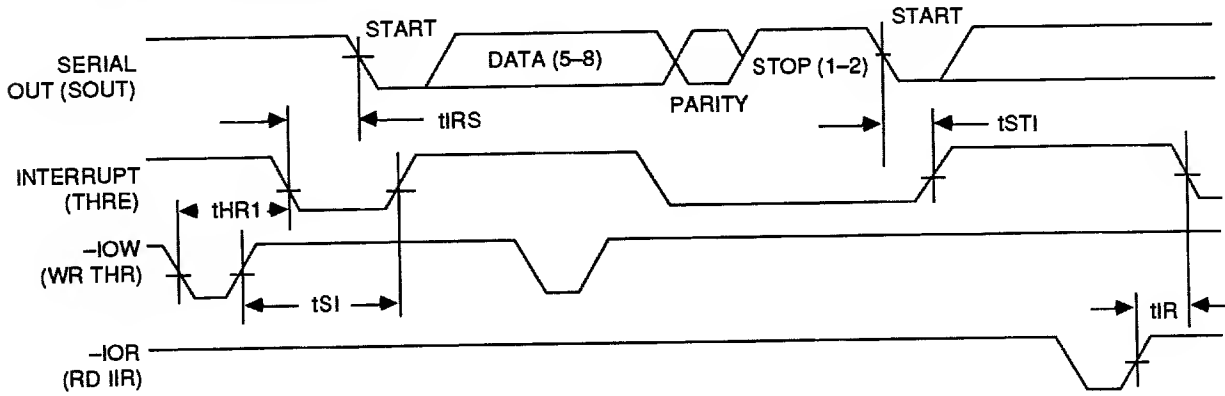 START
START
SERIAL
OUT (SOUT)
DATA (5–8)
STOP (1–2)
PARITY
tIRS
tSTI
INTERRUPT
(THRE)
tHR1
–IOW
(WR THR)
tSI
tIR
–IOR
(RD IIR)